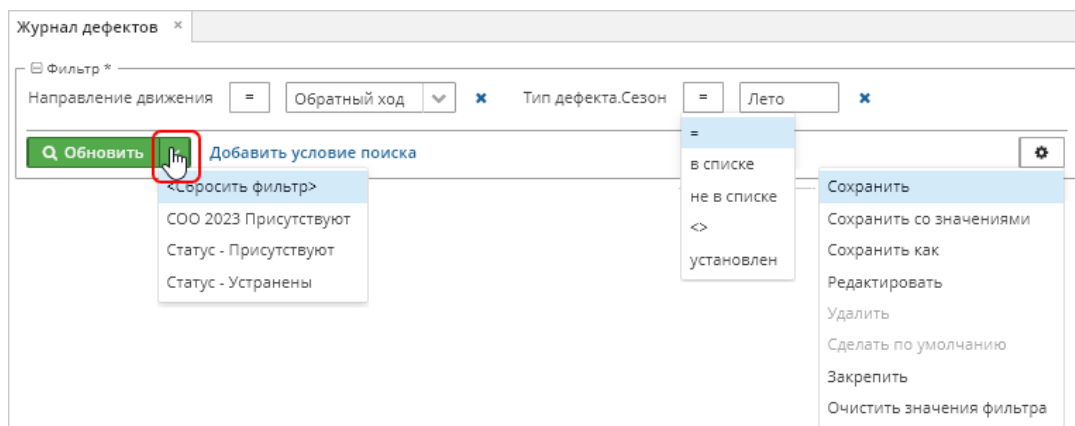 Журнал дефектов ×
Фильтр *
Направление движения = Обратный ход × Тип дефекта.Сезон = Лето ×
Обновить Добавить условие поиска
<Сбросить фильтр>
СОО 2023 Присутствуют
Статус - Присутствуют
Статус - Устранены
=
в списке
не в списке
<>
установлен
Сохранить
Сохранить со значениями
Сохранить как
Редактировать
Удалить
Сделать по умолчанию
Закрепить
Очистить значения фильтра